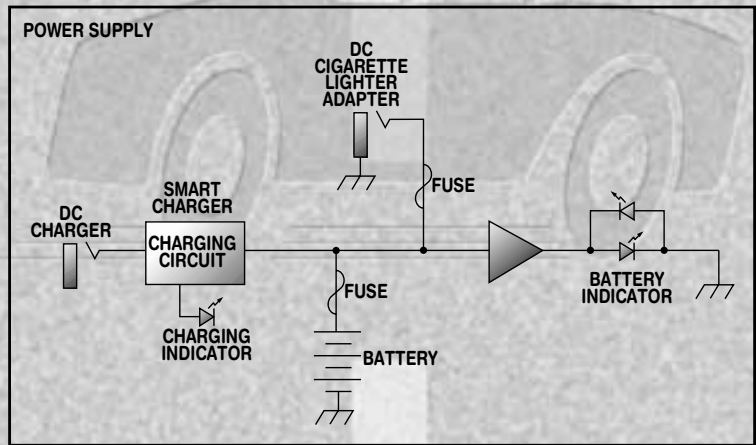 POWER SUPPLY
DC
CIGARETTE
LIGHTER
ADAPTER
FUSE
SMART
CHARGER
DC
CHARGER
CHARGING
CIRCUIT
CHARGING
INDICATOR
FUSE
BATTERY
BATTERY
INDICATOR